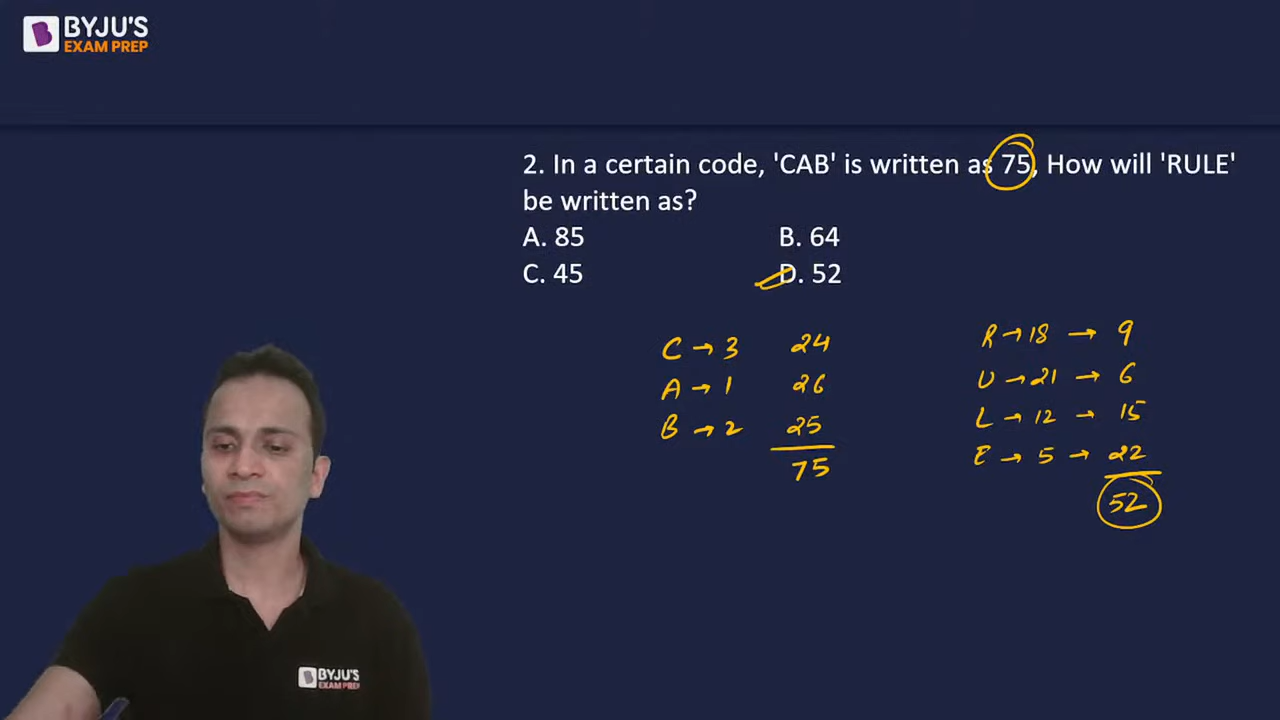 BYJU'S
EXAM PREP
2. In a certain code, 'CAB' is written as 75, How will 'RULE'
be written as?
A. 85 B. 64
C. 45 D. 52
C → 3 24
A → 1 26
B → 2 25
75
R → 18 → 9
U → 21 → 6
L → 12 → 15
E → 5 → 22
52
BYJU'S
EXAM PREP